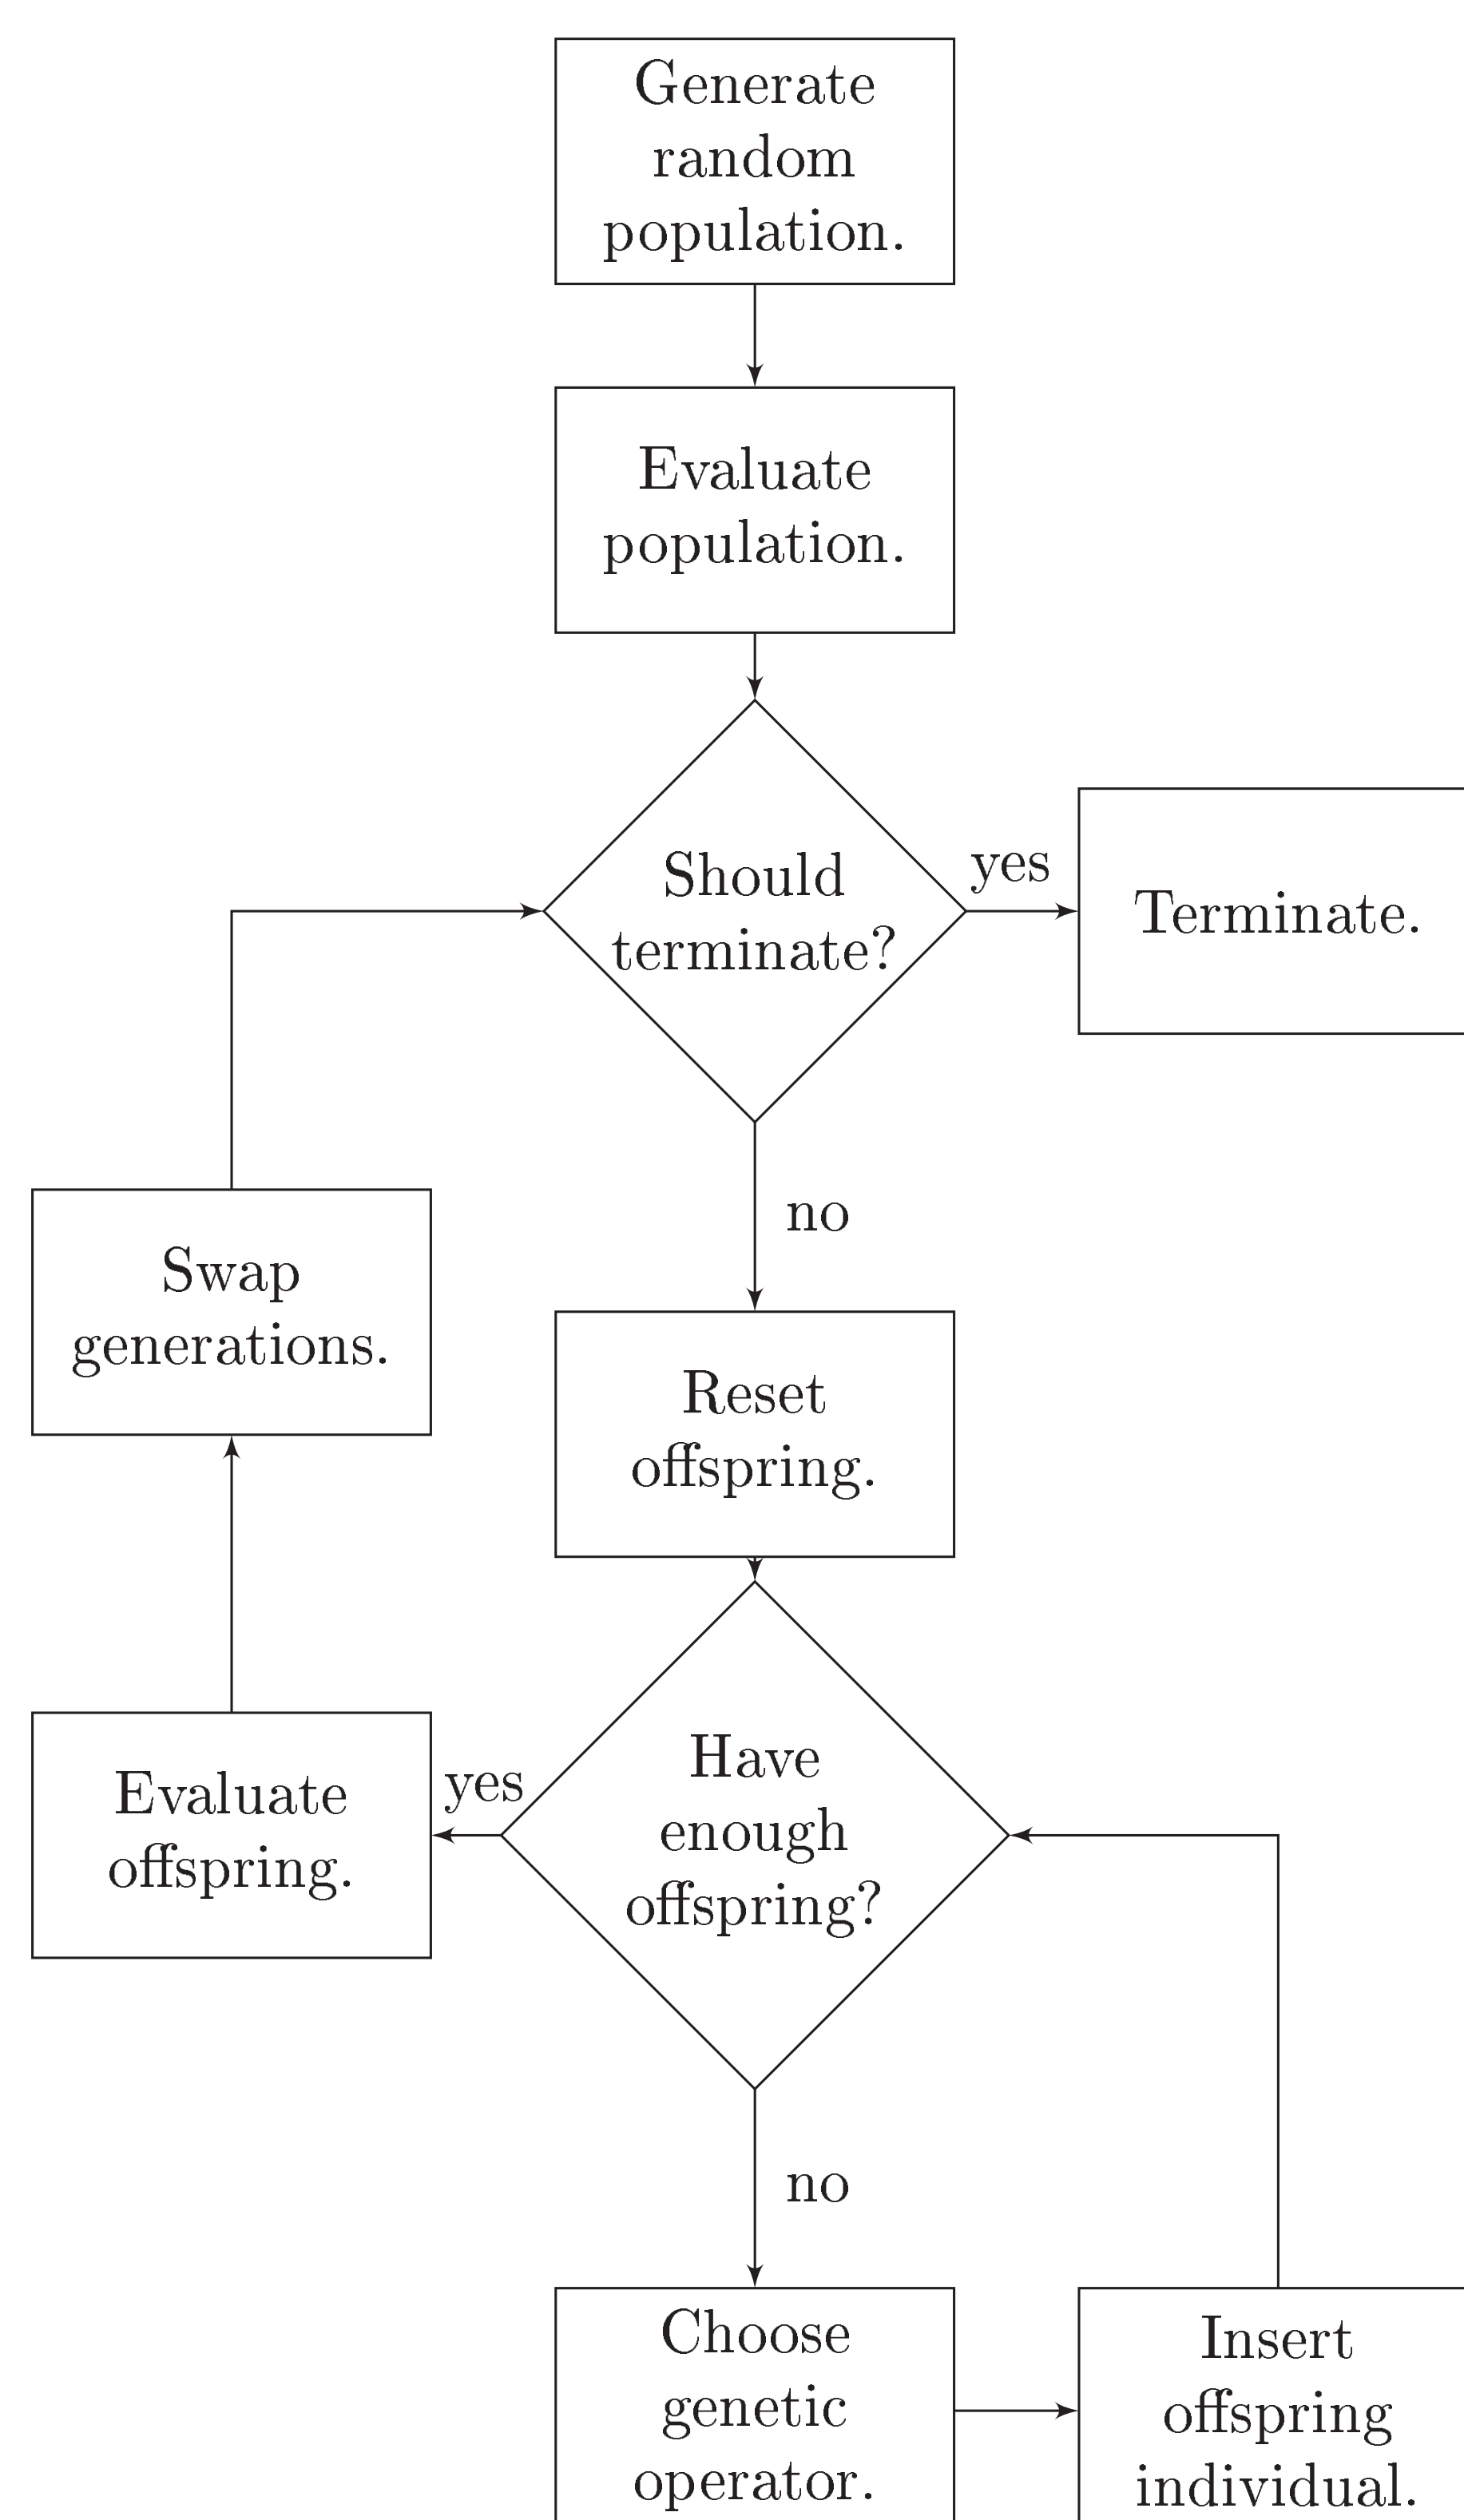 Generate
random
population.
Evaluate
population.
Should
terminate?
yes
Terminate.
no
Swap
generations.
Reset
offspring.
Evaluate
offspring.
yes
Have
enough
offspring?
no
Choose
genetic
operator.
Insert
offspring
individual.